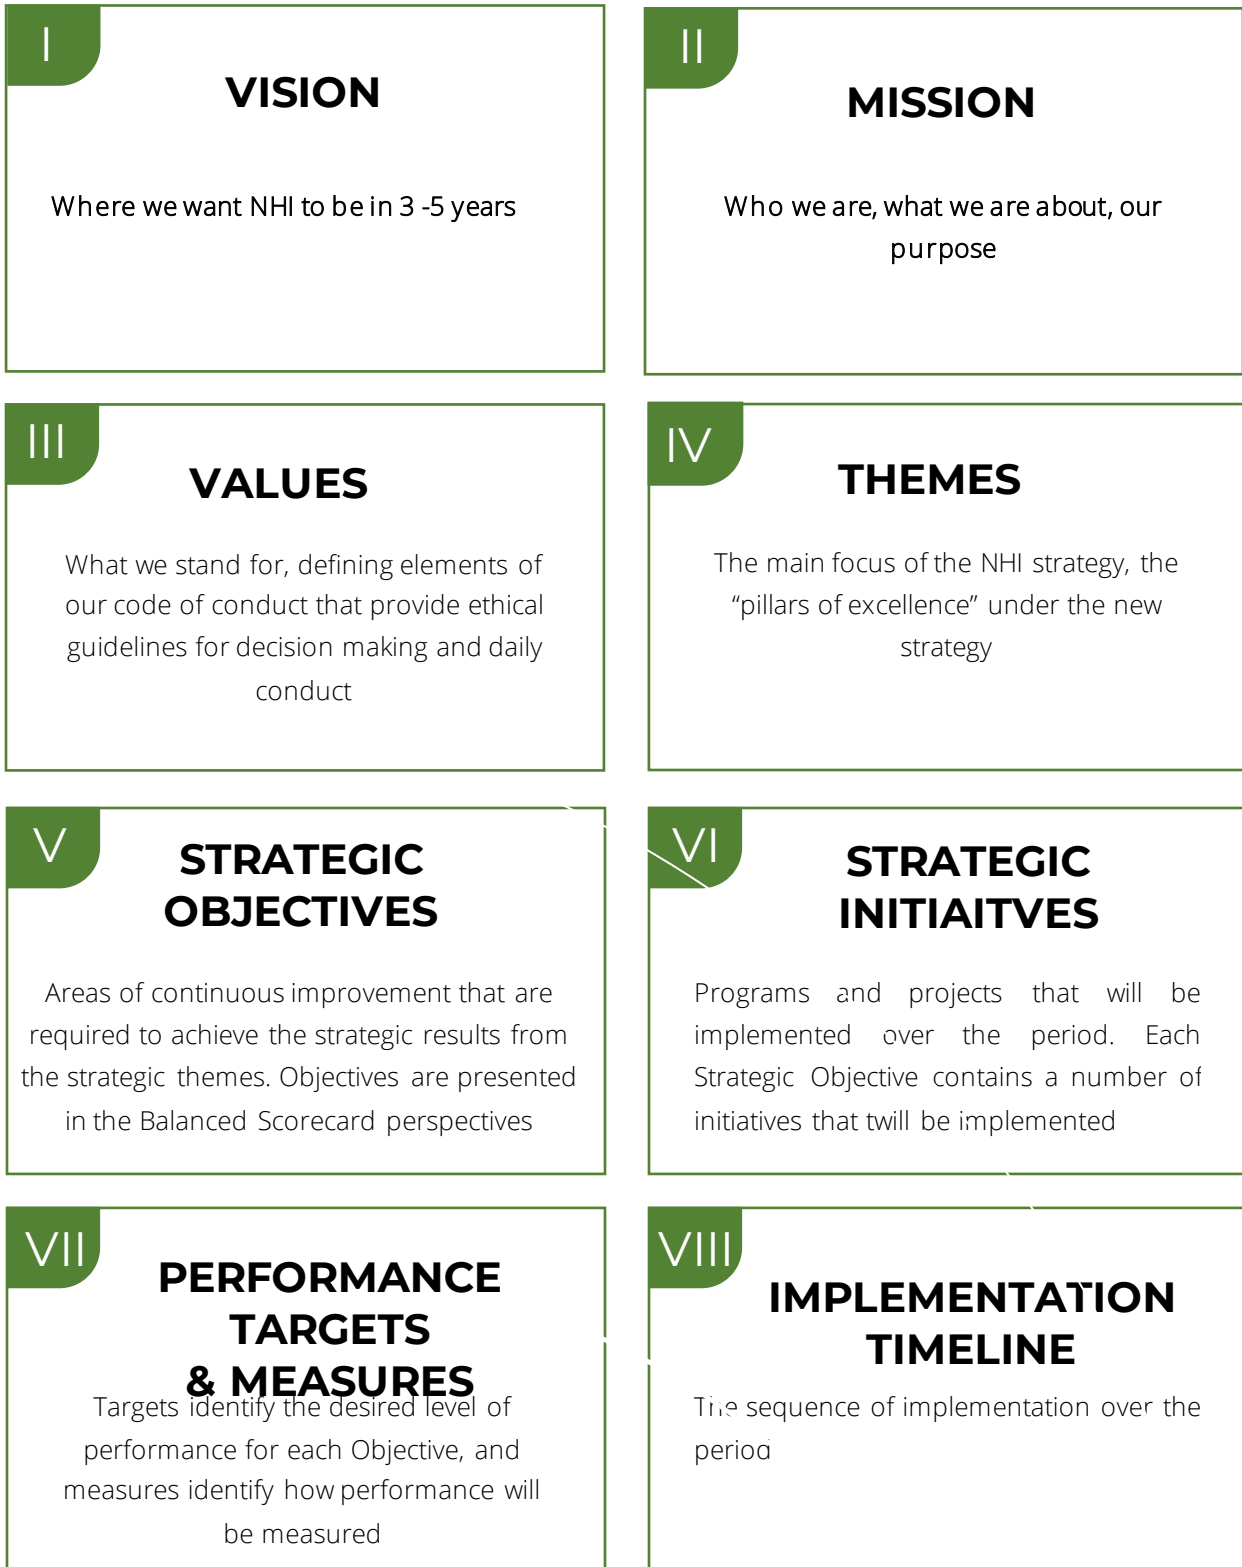 I
VISION
Where we want NHI to be in 3 -5 years
II
MISSION
Who we are, what we are about, our
purpose
III
VALUES
What we stand for, defining elements of
our code of conduct that provide ethical
guidelines for decision making and daily
conduct
IV
THEMES
The main focus of the NHI strategy, the
“pillars of excellence” under the new
strategy
V
STRATEGIC
OBJECTIVES
Areas of continuous improvement that are
required to achieve the strategic results from
the strategic themes. Objectives are presented
in the Balanced Scorecard perspectives
VI
STRATEGIC
INITIAITVES
Programs and projects that will be
implemented over the period. Each
Strategic Objective contains a number of
initiatives that twill be implemented
VII
PERFORMANCE
TARGETS
& MEASURES
Targets identify the desired level of
performance for each Objective, and
measures identify how performance will
be measured
VIII
IMPLEMENTATION
TIMELINE
The sequence of implementation over the
period